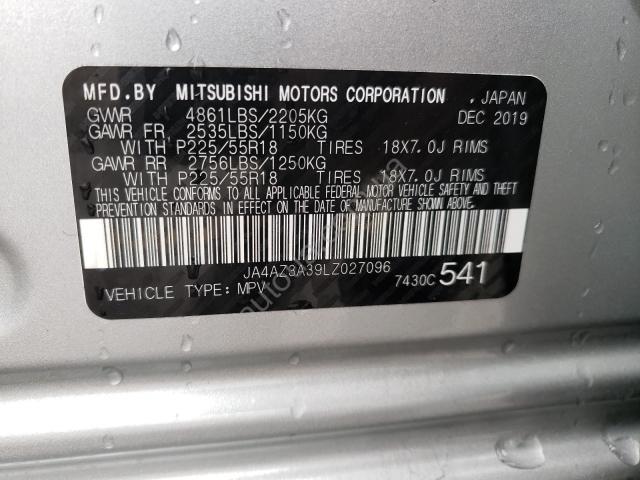 MFD.BY MITSUBISHI MOTORS CORPORATION , JAPAN
GVWR 4861LBS/2205KG DEC 2019
GAWR FR 2535LBS/1150KG
WITH P225/55R18 TIRES 18X7.0J RIMS
GAWR RR 2756LBS/1250KG
WITH P225/55R18 TIRES 18X7.0J RIMS
THIS VEHICLE CONFORMS TO ALL APPLICABLE FEDERAL MOTOR VEHICLE SAFETY AND THEFT
PREVENTION STANDARDS IN EFFECT ON THE DATE OF MANUFACTURE SHOWN ABOVE.
JA4AZ3A39LZ027096
VEHICLE TYPE: MPV 7430C 541